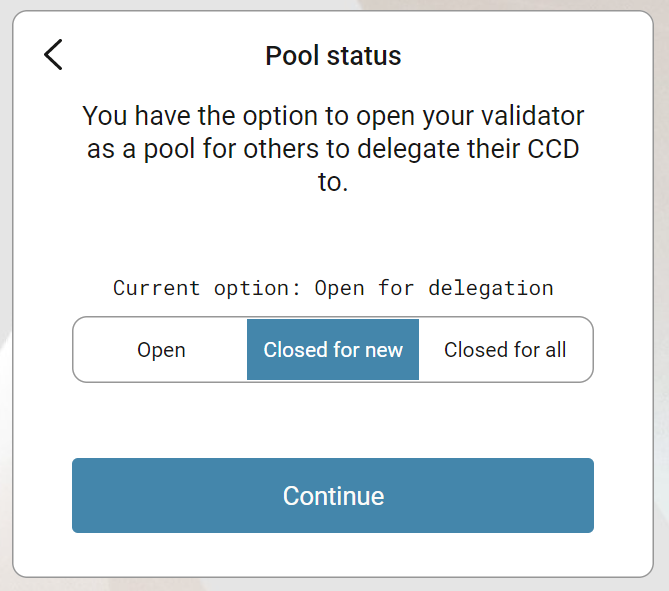 Pool status
You have the option to open your validator
as a pool for others to delegate their CCD
to.
Current option: Open for delegation
Open
Closed for new
Closed for all
Continue